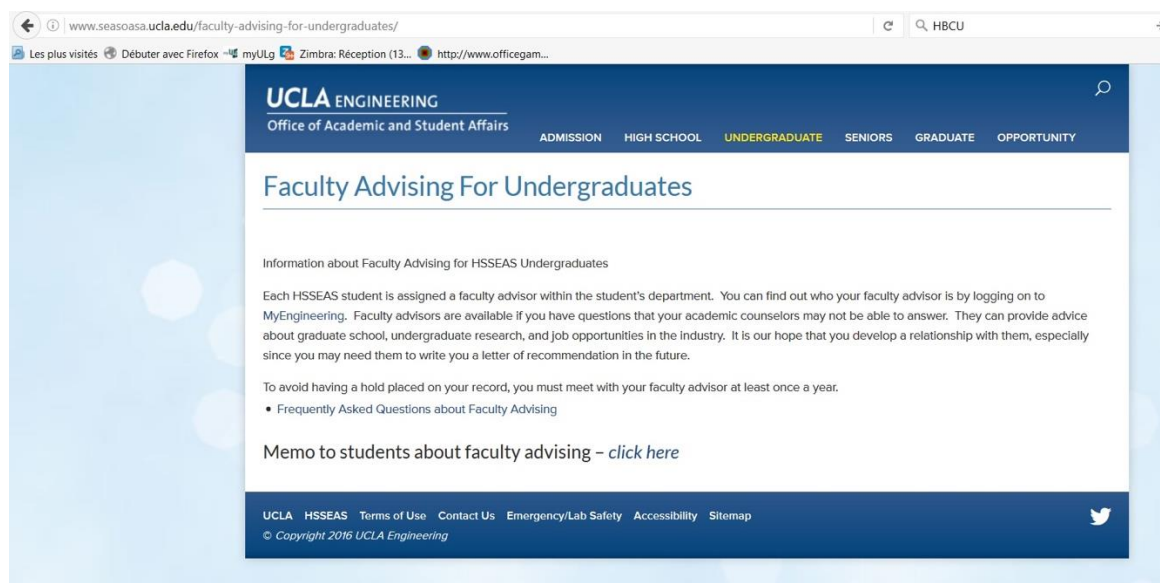 www.seasoasa.ucla.edu/faculty-advising-for-undergraduates/
HBCU
Les plus visités Débuter avec Firefox myULg Zimbra: Réception (13... http://www.officegam...
UCLA ENGINEERING
Office of Academic and Student Affairs
ADMISSION HIGH SCHOOL UNDERGRADUATE SENIORS GRADUATE OPPORTUNITY
Faculty Advising For Undergraduates
Information about Faculty Advising for HSSEAS Undergraduates
Each HSSEAS student is assigned a faculty advisor within the student's department. You can find out who your faculty advisor is by logging on to
MyEngineering. Faculty advisors are available if you have questions that your academic counselors may not be able to answer. They can provide advice
about graduate school, undergraduate research, and job opportunities in the industry. It is our hope that you develop a relationship with them, especially
since you may need them to write you a letter of recommendation in the future.
To avoid having a hold placed on your record, you must meet with your faculty advisor at least once a year.
• Frequently Asked Questions about Faculty Advising
Memo to students about faculty advising – click here
UCLA HSSEAS Terms of Use Contact Us Emergency/Lab Safety Accessibility Sitemap
© Copyright 2016 UCLA Engineering